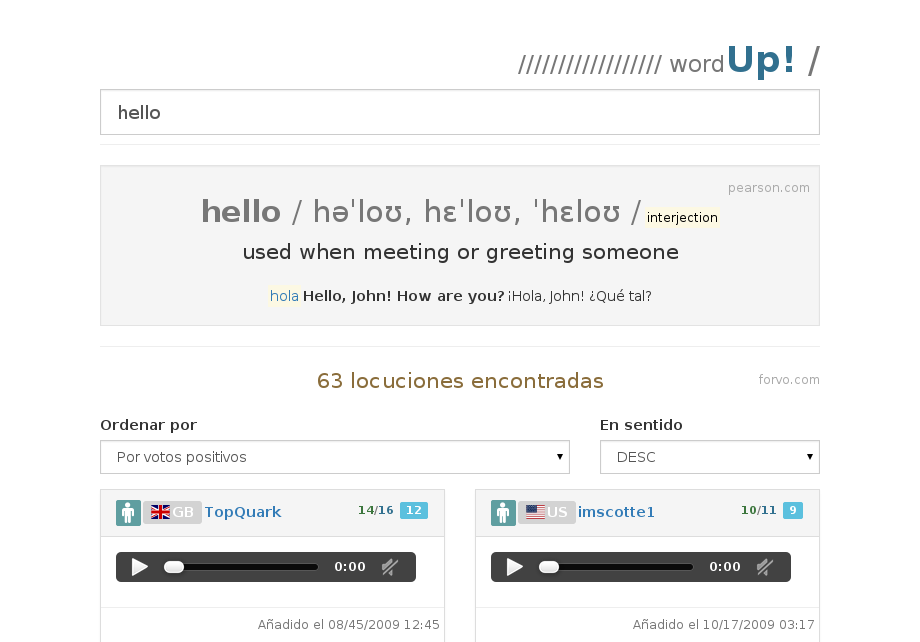 ///////////////// wordUp! /
hello
pearson.com
hello / həˈloʊ, hɛˈloʊ, ˈhɛloʊ / interjection
used when meeting or greeting someone
hola Hello, John! How are you? ¡Hola, John! ¿Qué tal?
63 locuciones encontradas
forvo.com
Ordenar por
En sentido
Por votos positivos
DESC
GB TopQuark 14/16 12
US imscotte1 10/11 9
0:00
0:00
Añadido el 08/45/2009 12:45
Añadido el 10/17/2009 03:17